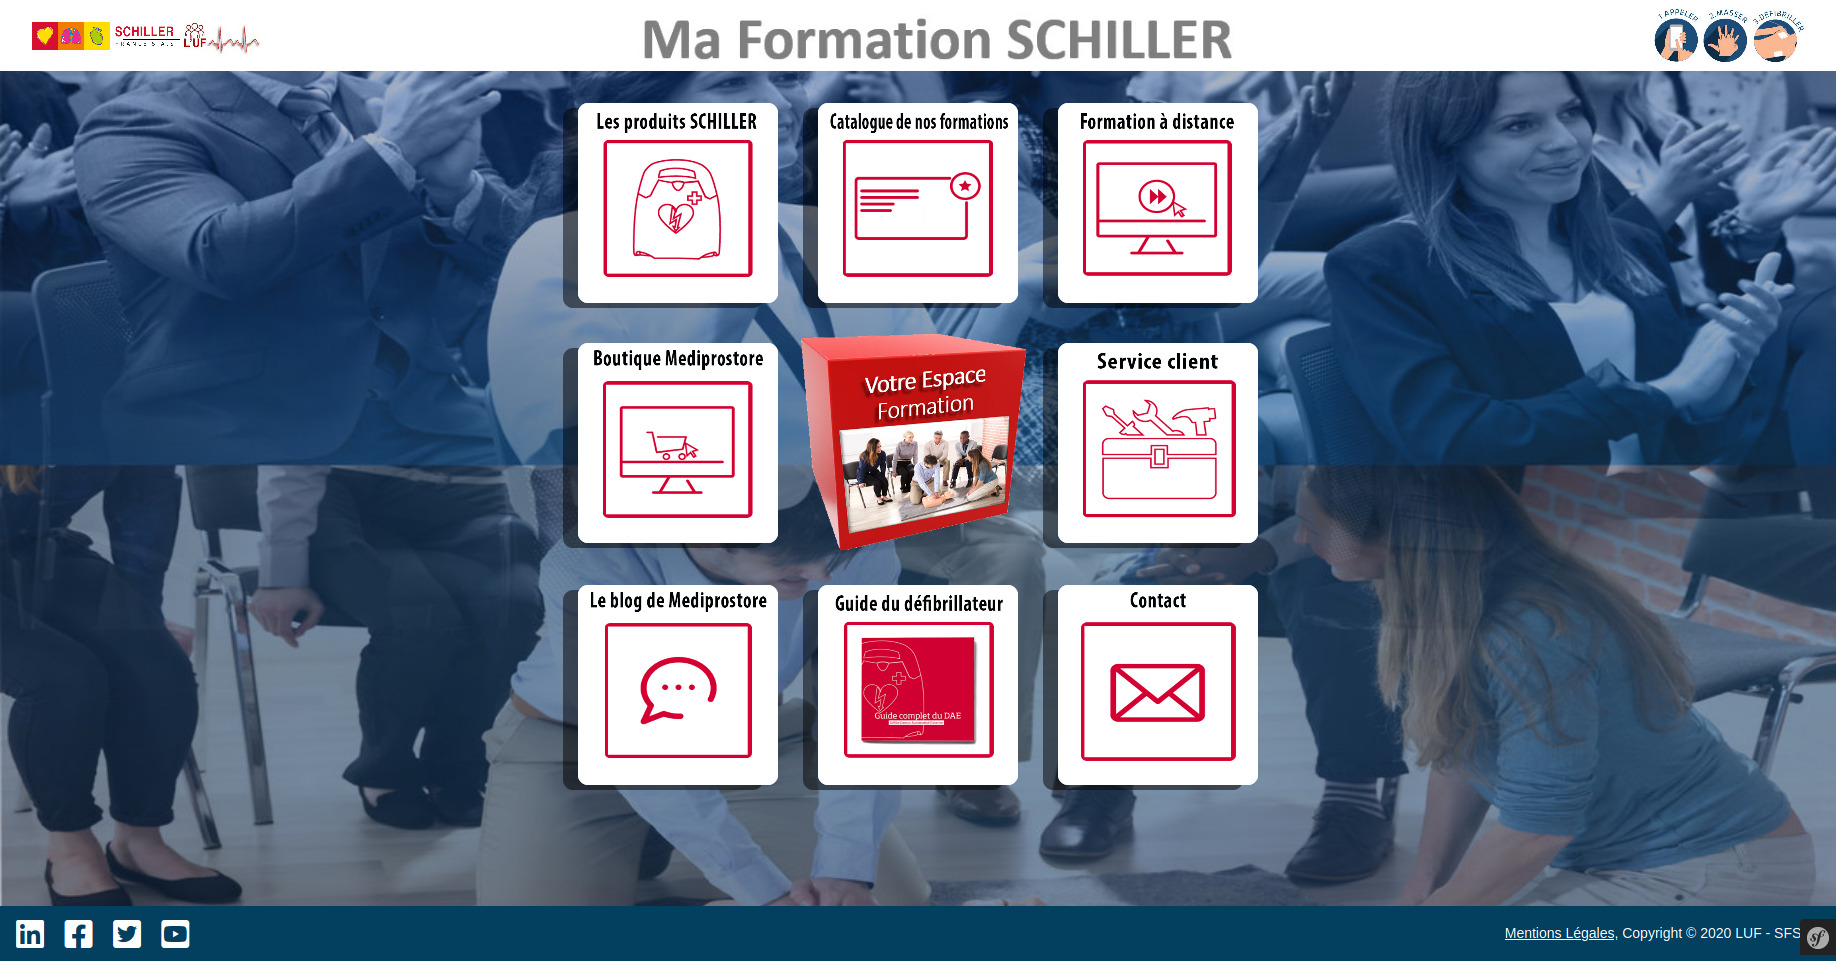 SCHILLER
FRANCE S.A.S
LUF
Ma Formation SCHILLER
1.APPELER
2.MASSER
3.DÉFIBRILLER
Les produits SCHILLER
Catalogue de nos formations
Formation à distance
Boutique Mediprostore
Votre Espace
Formation
Service client
Le blog de Mediprostore
Guide du défibrillateur
Guide complet du DAE
Contact
Mentions Légales, Copyright © 2020 LUF - SFS
sf